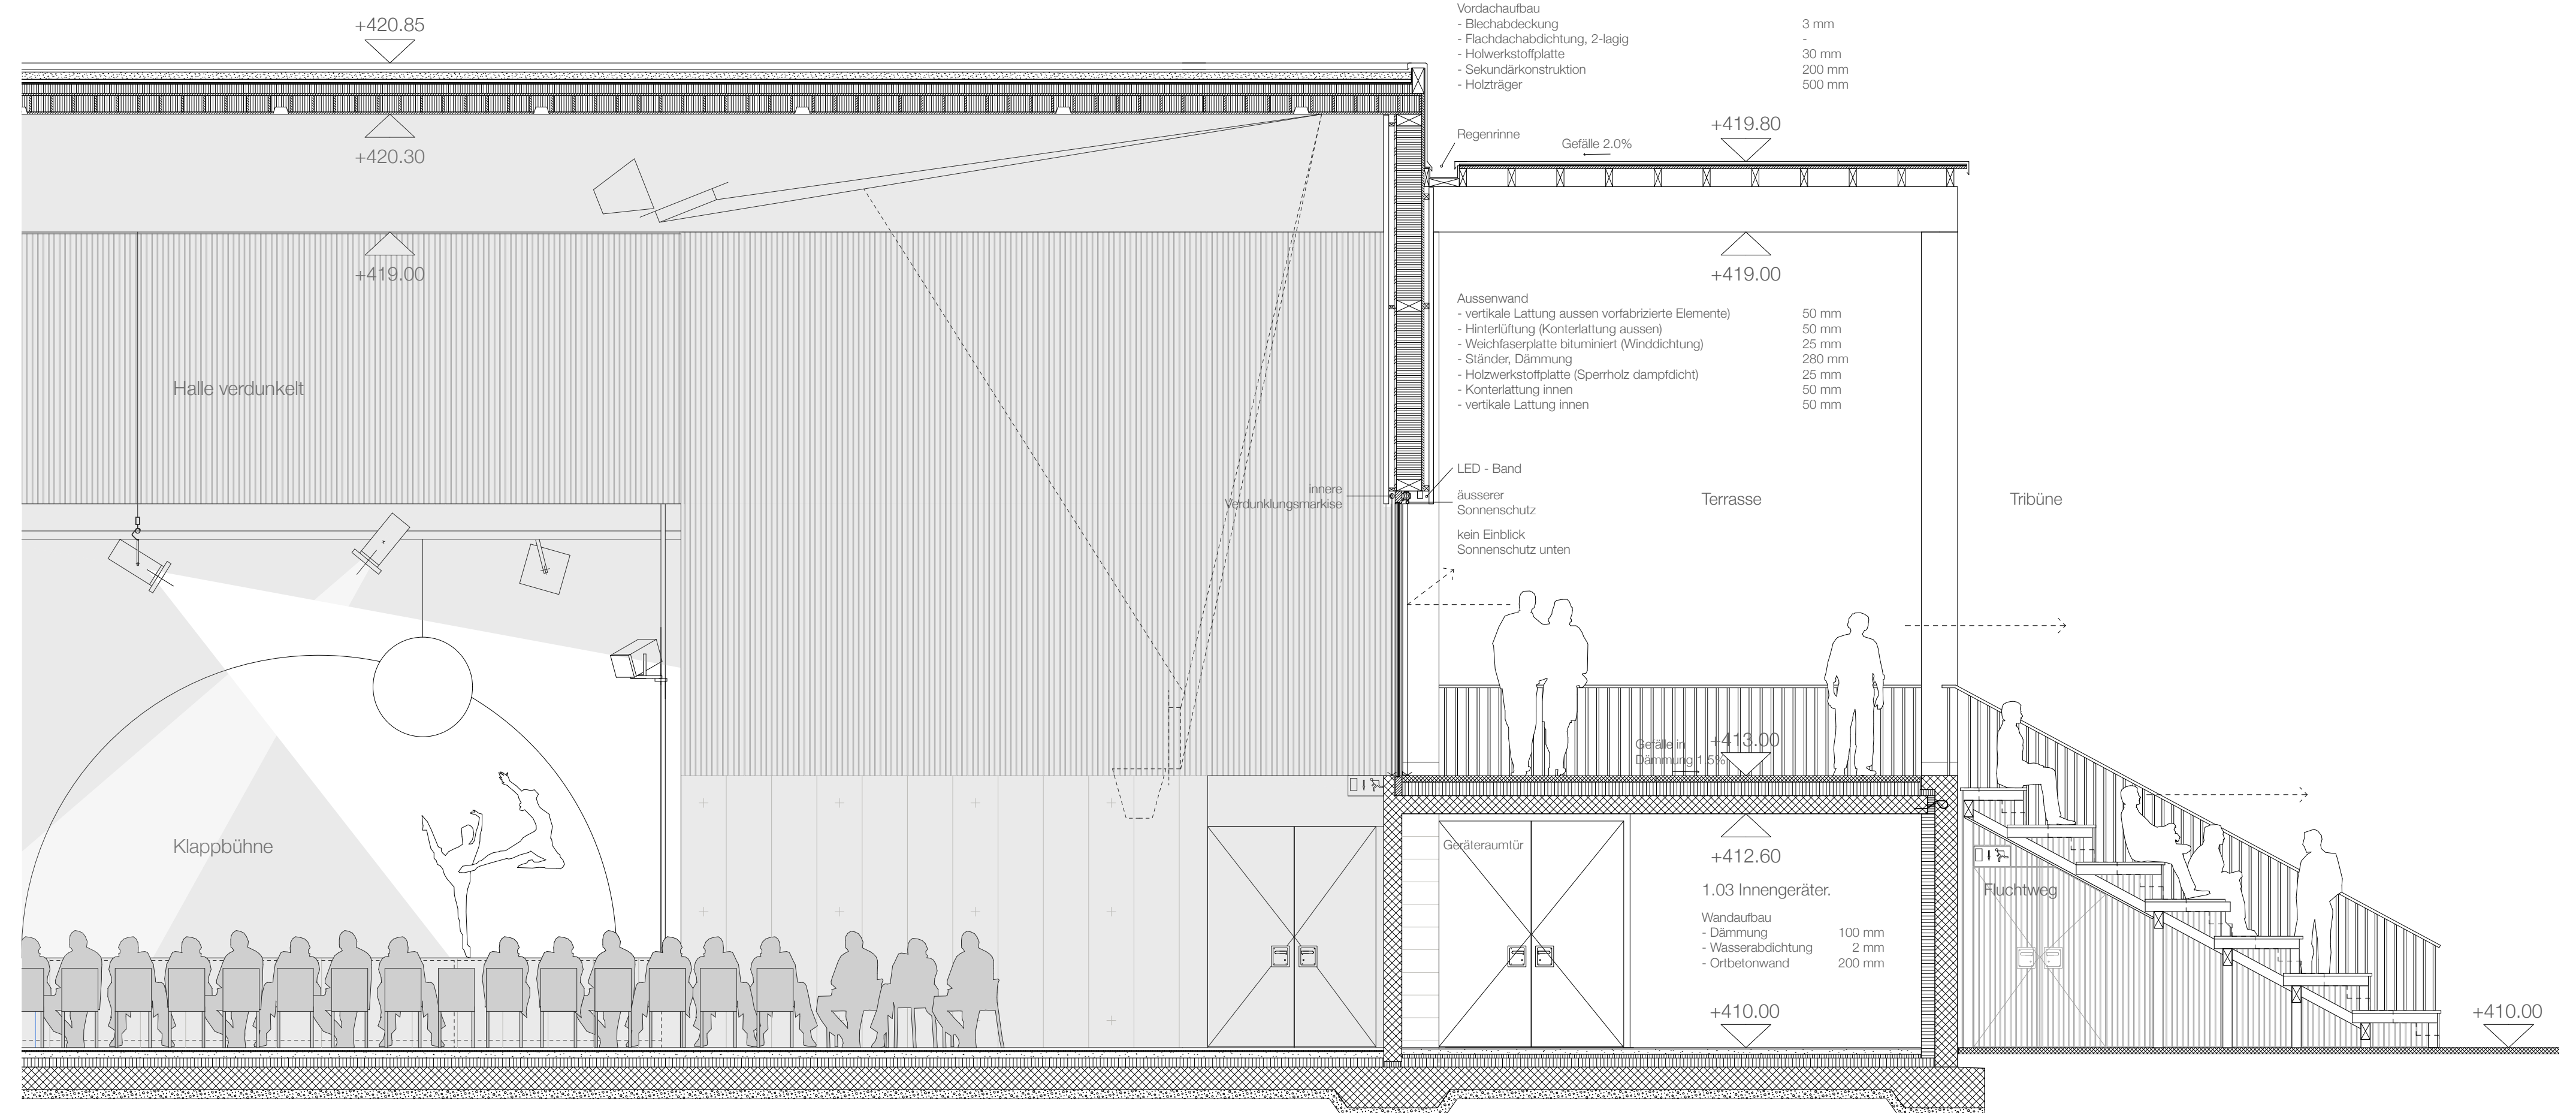 +420.85
+420.30
+419.00
Halle verdunkelt
Klappbühne
innere
Verdunklungsmarkise
Vordachaufbau
- Blechabdeckung 3 mm
- Flachdachabdichtung, 2-lagig -
- Holwerkstoffplatte 30 mm
- Sekundärkonstruktion 200 mm
- Holzträger 500 mm
Regenrinne
Gefälle 2.0%
+419.80
+419.00
Aussenwand
- vertikale Lattung aussen vorfabrizierte Elemente) 50 mm
- Hinterlüftung (Konterlattung aussen) 50 mm
- Weichfaserplatte bituminiert (Winddichtung) 25 mm
- Ständer, Dämmung 280 mm
- Holzwerkstoffplatte (Sperrholz dampfdicht) 25 mm
- Konterlattung innen 50 mm
- vertikale Lattung innen 50 mm
LED - Band
äusserer
Sonnenschutz
kein Einblick
Sonnenschutz unten
Terrasse
Tribüne
Gefälle in
Dämmung 1.5%
+413.00
Geräteraumtür
+412.60
1.03 Innengeräter.
Wandaufbau
- Dämmung 100 mm
- Wasserabdichtung 2 mm
- Ortbetonwand 200 mm
+410.00
Fluchtweg
+410.00